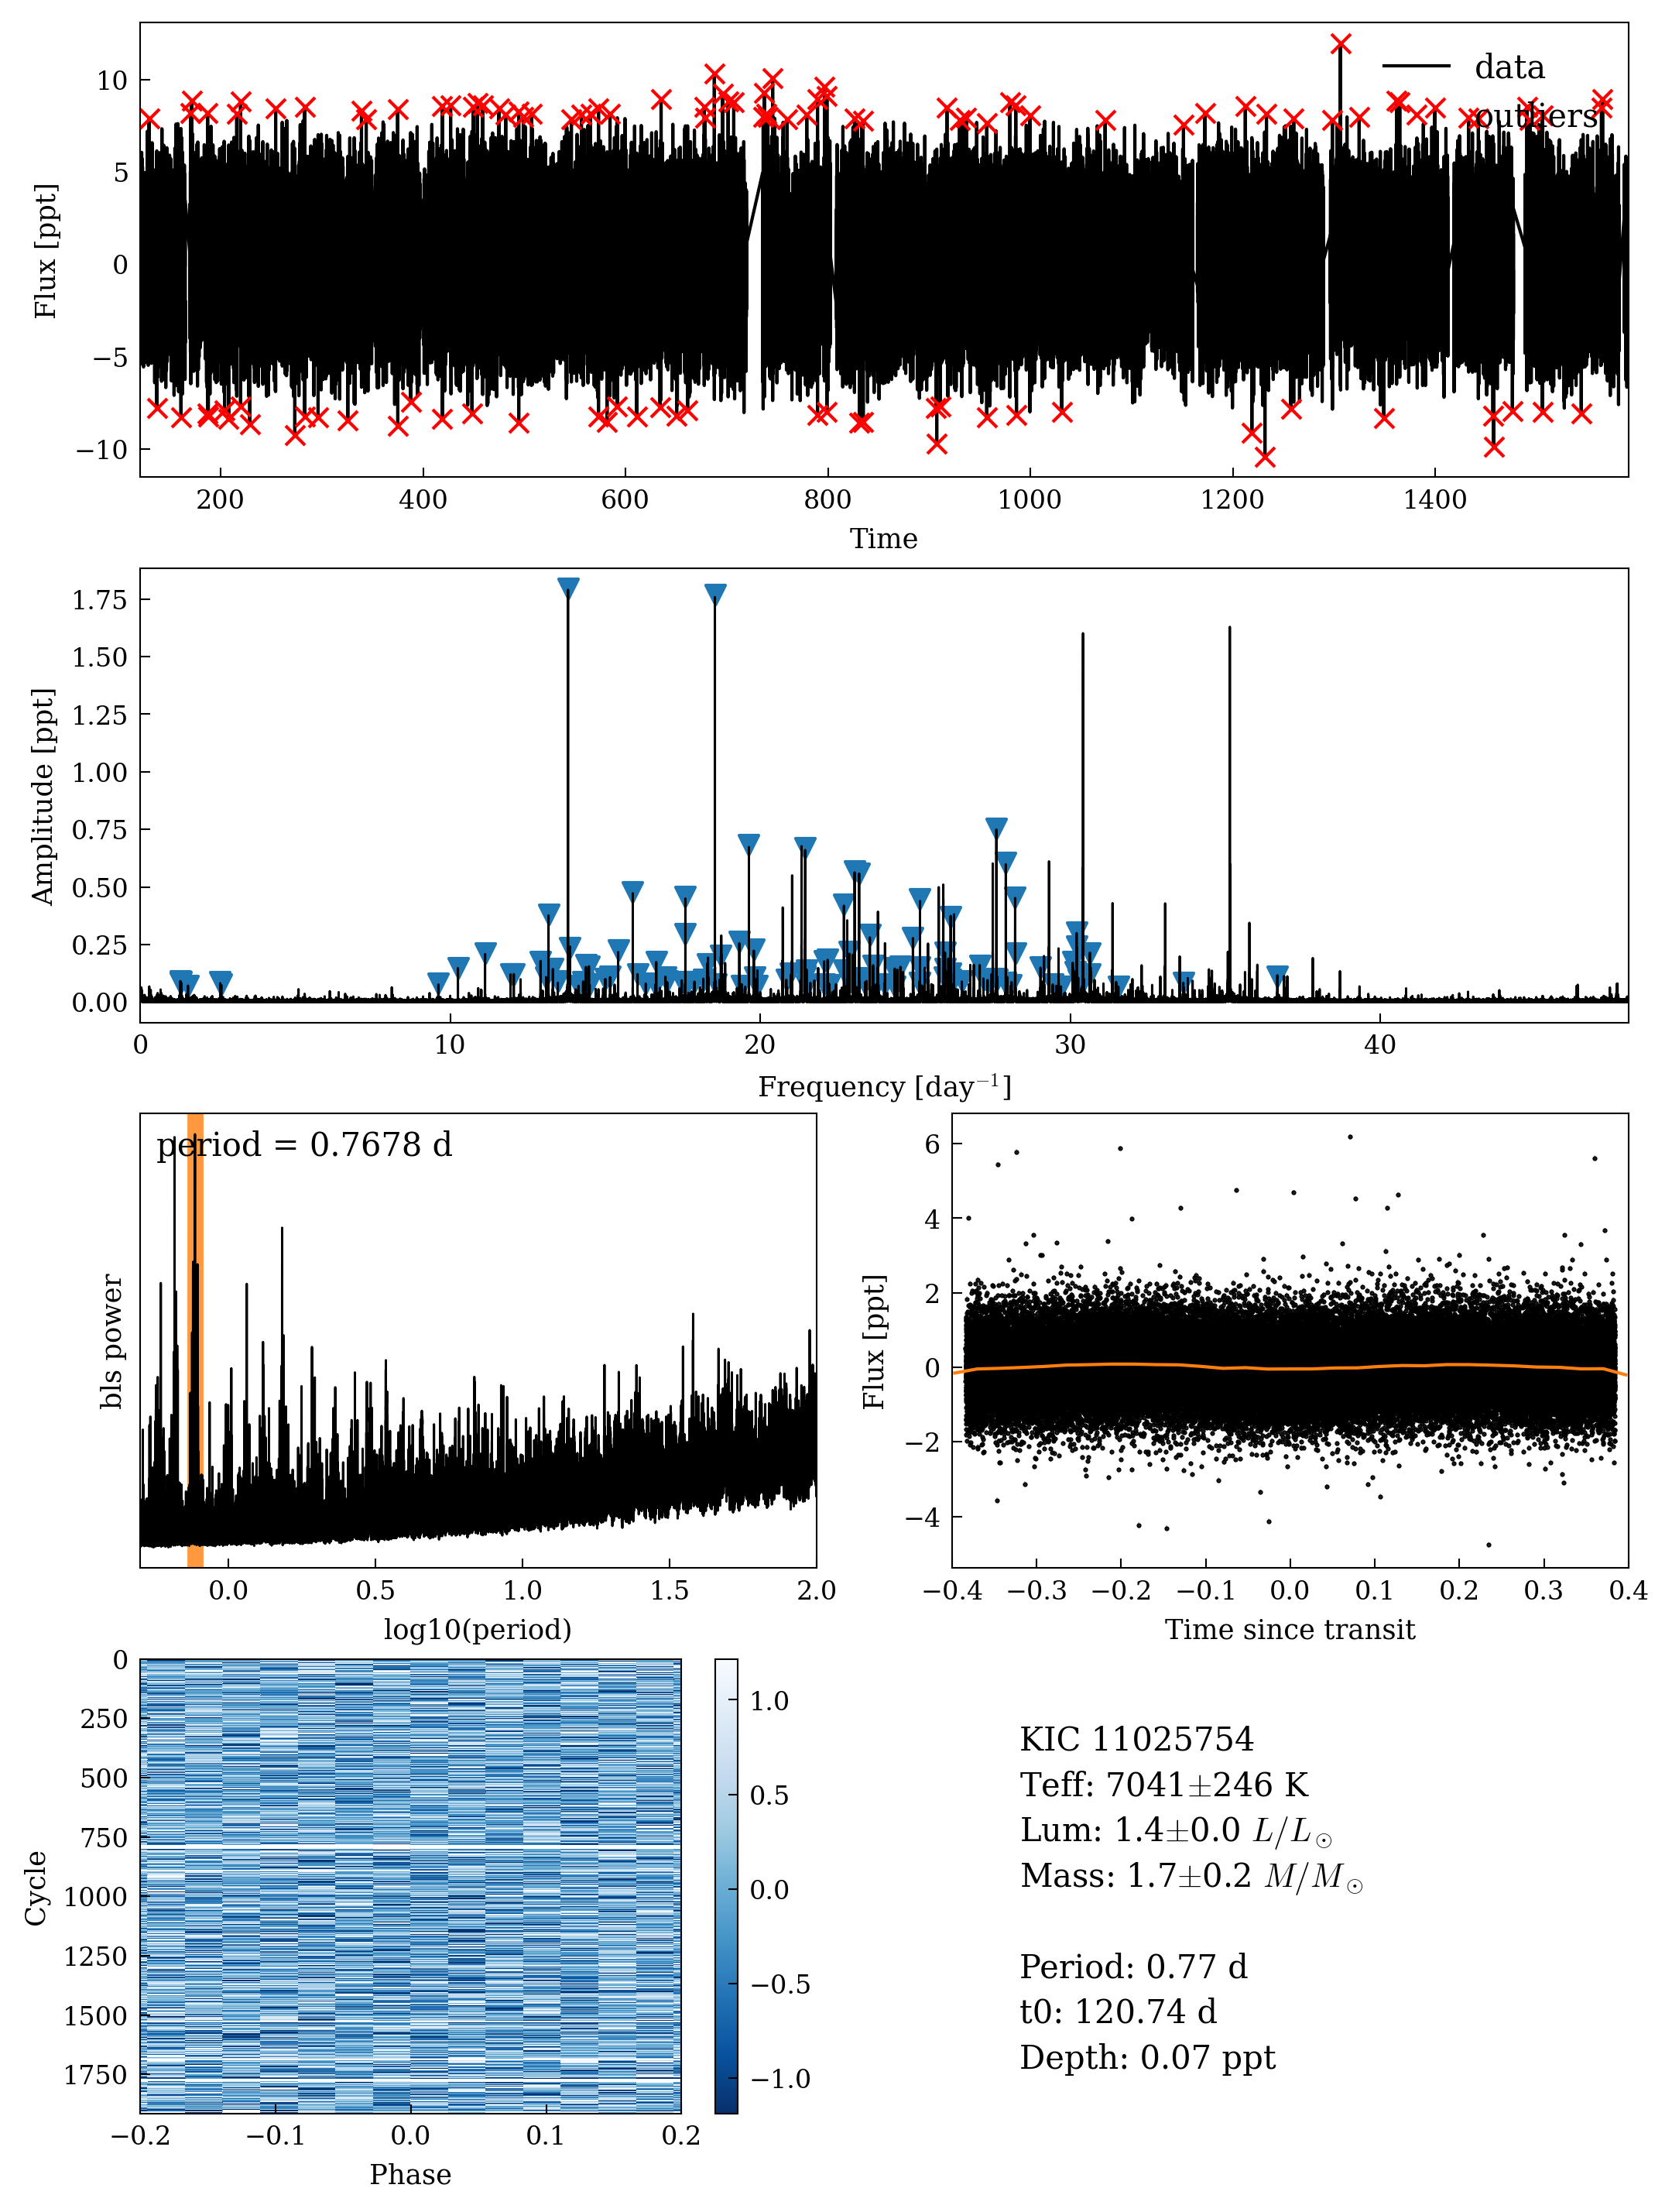 10
5
0
−5
−10
Flux [ppt]
data
outliers
200 400 600 800 1000 1200 1400
Time
1.75
1.50
1.25
1.00
0.75
0.50
0.25
0.00
Amplitude [ppt]
0 10 20 30 40
Frequency [day⁻¹]
period = 0.7678 d
bls power
0.0 0.5 1.0 1.5 2.0
log10(period)
6
4
2
0
−2
−4
Flux [ppt]
−0.4 −0.3 −0.2 −0.1 0.0 0.1 0.2 0.3 0.4
Time since transit
0
250
500
750
1000
1250
1500
1750
Cycle
−0.2 −0.1 0.0 0.1 0.2
Phase
1.0
0.5
0.0
−0.5
−1.0
KIC 11025754
Teff: 7041±246 K
Lum: 1.4±0.0 L/L☉
Mass: 1.7±0.2 M/M☉
Period: 0.77 d
t0: 120.74 d
Depth: 0.07 ppt